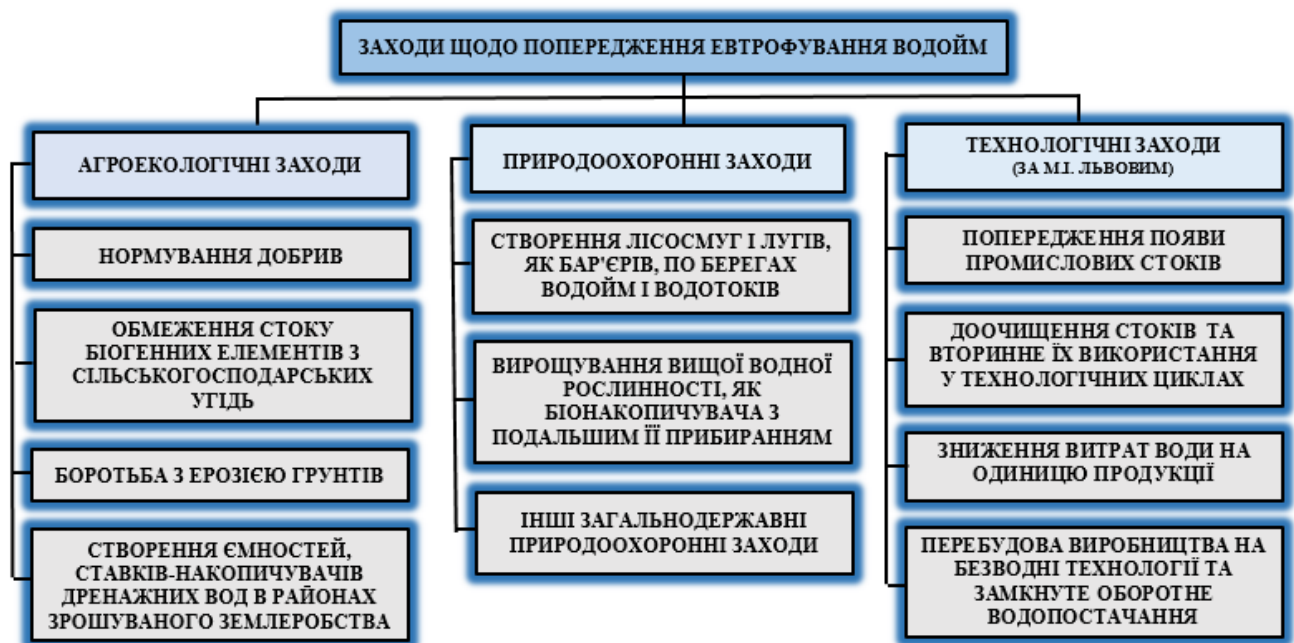 ЗАХОДИ ЩОДО ПОПЕРЕДЖЕННЯ ЕВТРОФУВАННЯ ВОДОЙМ
АГРОЕКОЛОГІЧНІ ЗАХОДИ
НОРМУВАННЯ ДОБРИВ
ОБМЕЖЕННЯ СТОКУ
БІОГЕННИХ ЕЛЕМЕНТІВ З
СІЛЬСЬКОГОСПОДАРСЬКИХ
УГІДЬ
БОРОТЬБА З ЕРОЗІЄЮ ГРУНТІВ
СТВОРЕННЯ ЄМНОСТЕЙ,
СТАВКІВ-НАКОПИЧУВАЧІВ
ДРЕНАЖНИХ ВОД В РАЙОНАХ
ЗРОШУВАНОГО ЗЕМЛЕРОБСТВА
ПРИРОДООХОРОННІ ЗАХОДИ
СТВОРЕННЯ ЛІСОСМУГ І ЛУГІВ,
ЯК БАР'ЄРІВ, ПО БЕРЕГАХ
ВОДОЙМ І ВОДОТОКІВ
ВИРОЩУВАННЯ ВИЩОЇ ВОДНОЇ
РОСЛИННОСТІ, ЯК
БІОНАКОПИЧУВАЧА З
ПОДАЛЬШИМ ЇЇ ПРИБИРАННЯМ
ІНШІ ЗАГАЛЬНОДЕРЖАВНІ
ПРИРОДООХОРОННІ ЗАХОДИ
ТЕХНОЛОГІЧНІ ЗАХОДИ
(ЗА М.І. ЛЬВОВИМ)
ПОПЕРЕДЖЕННЯ ПОЯВИ
ПРОМИСЛОВИХ СТОКІВ
ДООЧИЩЕННЯ СТОКІВ ТА
ВТОРИННЕ ЇХ ВИКОРИСТАННЯ
У ТЕХНОЛОГІЧНИХ ЦИКЛАХ
ЗНИЖЕННЯ ВИТРАТ ВОДИ НА
ОДИНИЦЮ ПРОДУКЦІЇ
ПЕРЕБУДОВА ВИРОБНИЦТВА НА
БЕЗВОДНІ ТЕХНОЛОГІЇ ТА
ЗАМКНУТЕ ОБОРОТНЕ
ВОДОПОСТАЧАННЯ